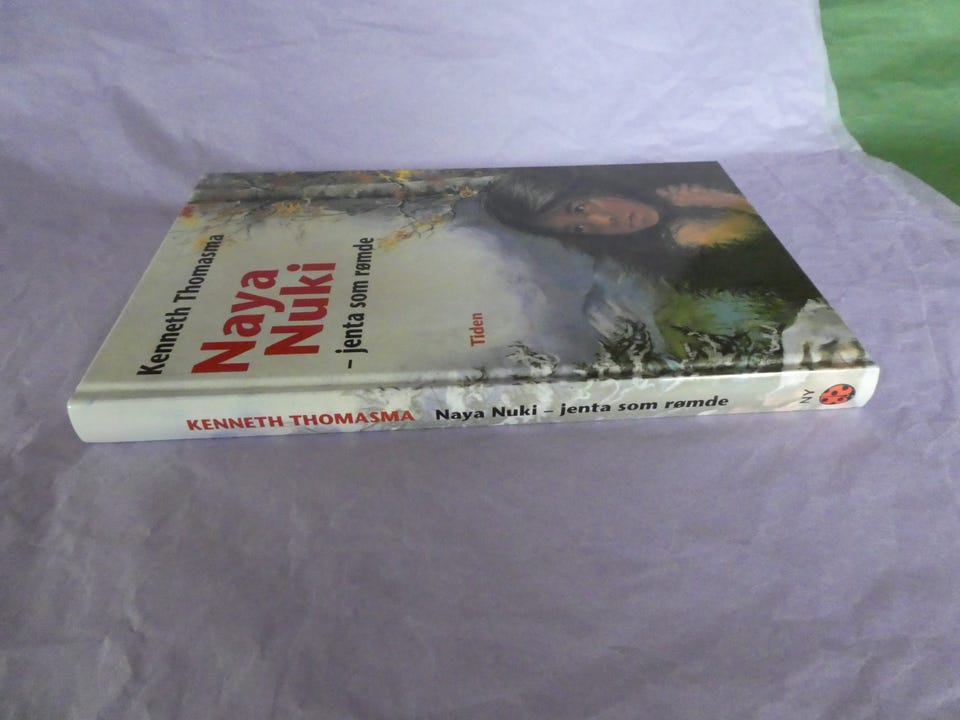 Kenneth Thomasma
Naya
Nuki
– jenta som rømde
Tiden
KENNETH THOMASMA Naya Nuki – jenta som rømde
NY